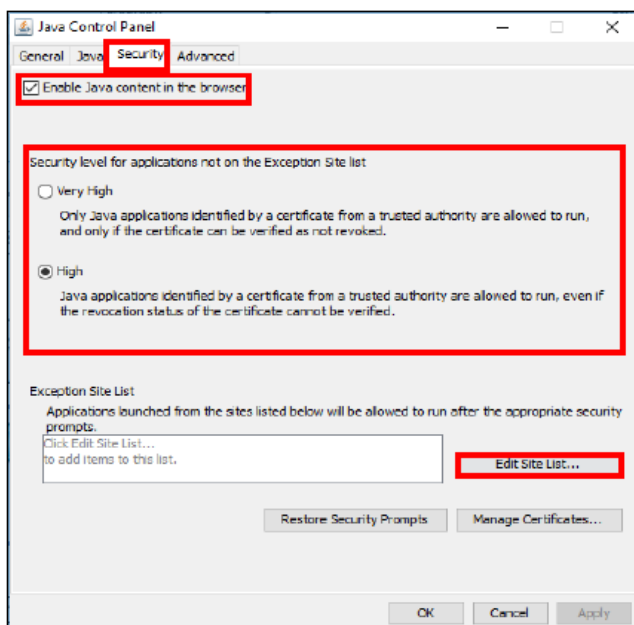 Java Control Panel
General Java Security Advanced
Enable Java content in the browser
Security level for applications not on the Exception Site list
Very High
Only Java applications identified by a certificate from a trusted authority are allowed to run,
and only if the certificate can be verified as not revoked.
High
Java applications identified by a certificate from a trusted authority are allowed to run, even if
the revocation status of the certificate cannot be verified.
Exception Site List
Applications launched from the sites listed below will be allowed to run after the appropriate security
prompts.
Click Edit Site List...
to add items to this list.
Edit Site List...
Restore Security Prompts Manage Certificates...
OK Cancel Apply